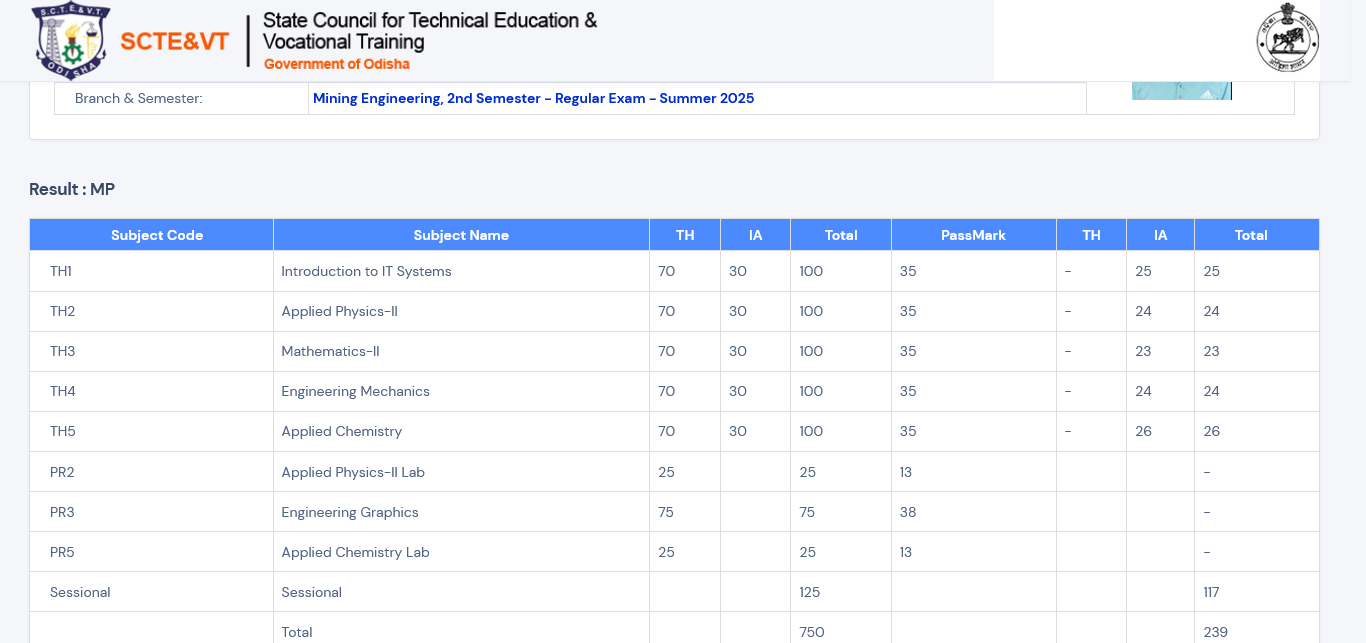 S.C.T.E.&V.T.
ODISHA
SCTE&VT
State Council for Technical Education &
Vocational Training
Government of Odisha
Branch & Semester: Mining Engineering, 2nd Semester - Regular Exam - Summer 2025
Result : MP
Subject Code Subject Name TH IA Total PassMark TH IA Total
TH1 Introduction to IT Systems 70 30 100 35 - 25 25
TH2 Applied Physics-II 70 30 100 35 - 24 24
TH3 Mathematics-II 70 30 100 35 - 23 23
TH4 Engineering Mechanics 70 30 100 35 - 24 24
TH5 Applied Chemistry 70 30 100 35 - 26 26
PR2 Applied Physics-II Lab 25 25 13 -
PR3 Engineering Graphics 75 75 38 -
PR5 Applied Chemistry Lab 25 25 13 -
Sessional Sessional 125 117
Total 750 239